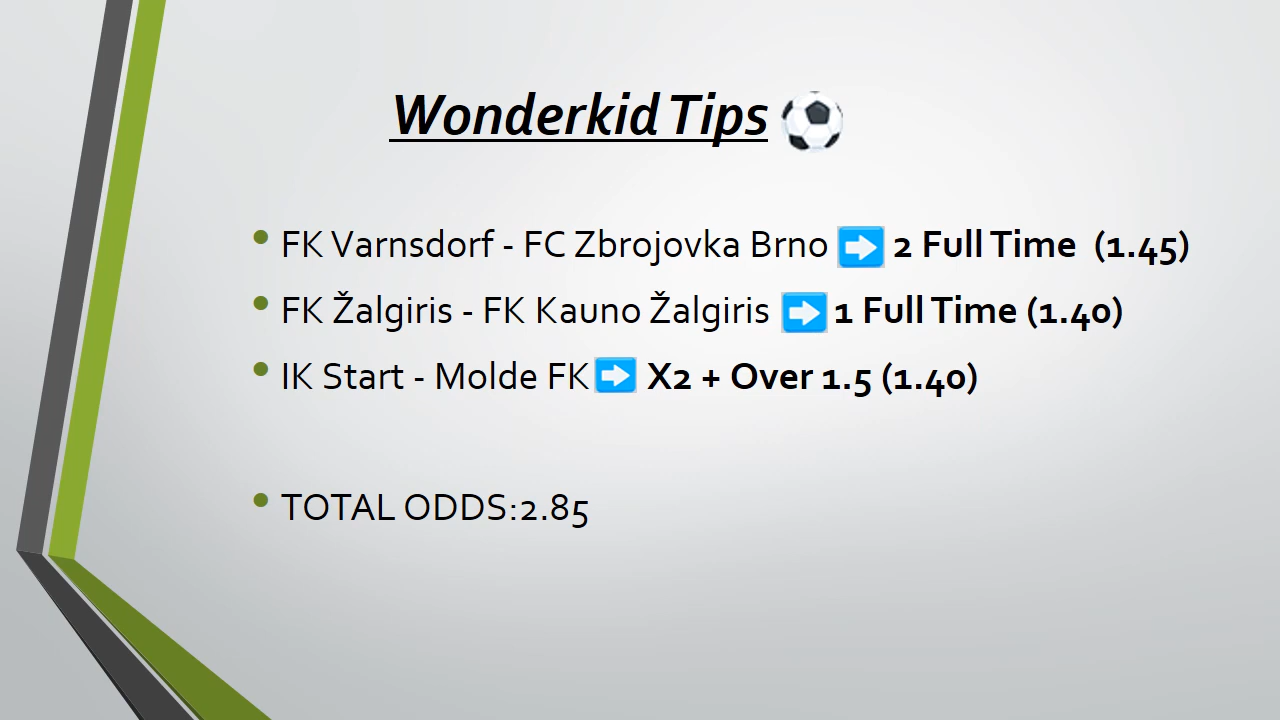 Wonderkid Tips ⚽
• FK Varnsdorf - FC Zbrojovka Brno ➡️ 2 Full Time (1.45)
• FK Žalgiris - FK Kauno Žalgiris ➡️ 1 Full Time (1.40)
• IK Start - Molde FK ➡️ X2 + Over 1.5 (1.40)
• TOTAL ODDS:2.85